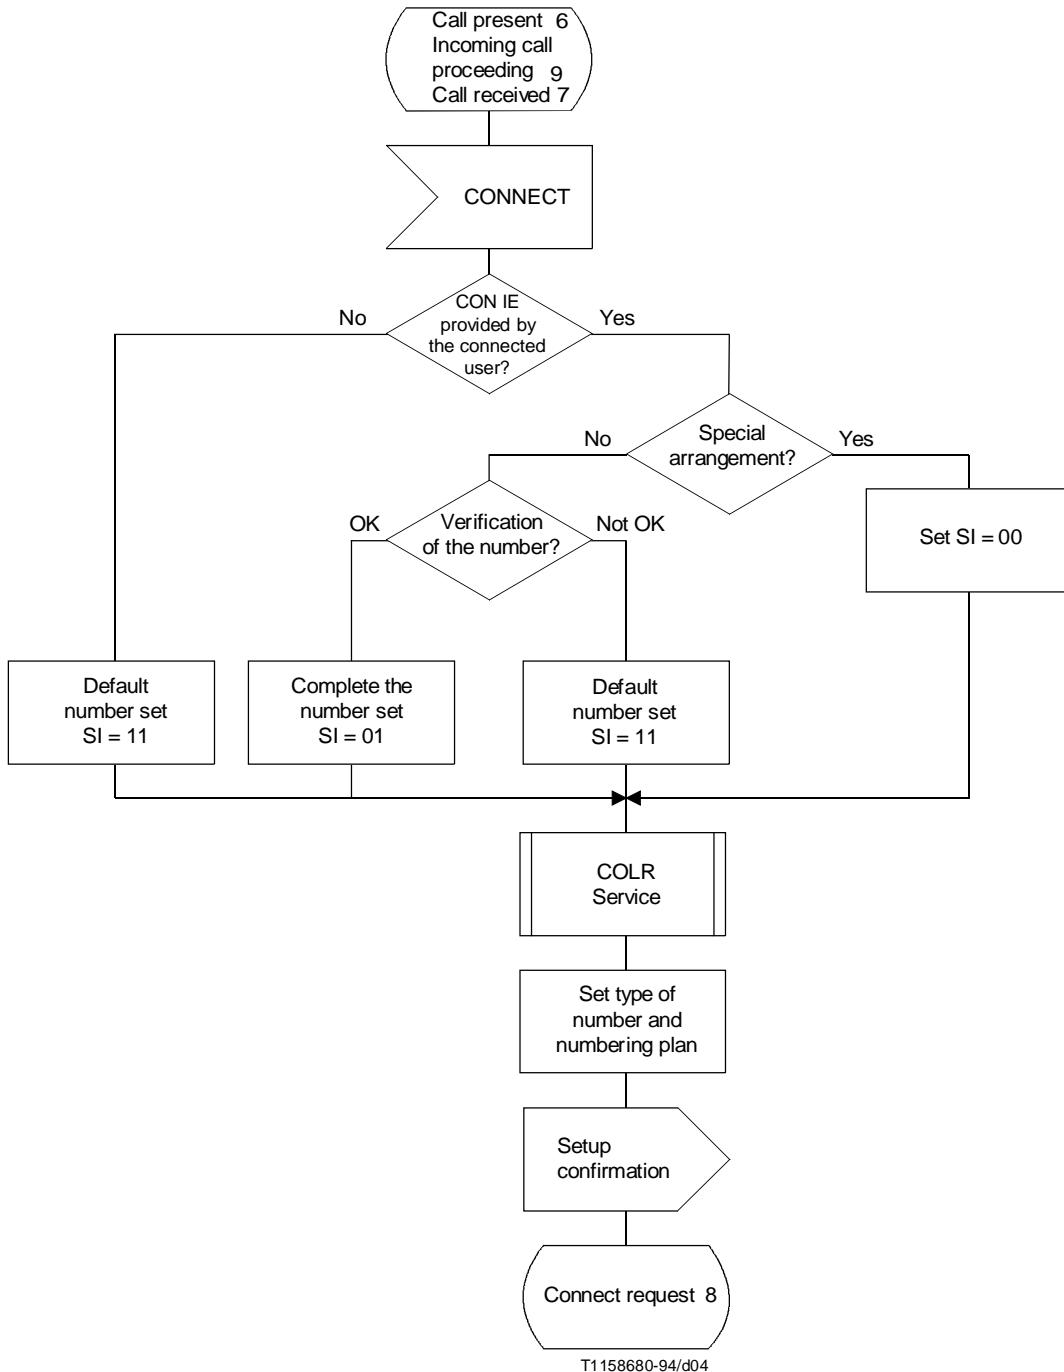 Call present 6
Incoming call
proceeding 9
Call received 7
CONNECT
CON IE
provided by
the connected
user?
No
Yes
Special
arrangement?
No
Yes
Verification
of the number?
OK
Not OK
Set SI = 00
Default
number set
SI = 11
Complete the
number set
SI = 01
Default
number set
SI = 11
COLR
Service
Set type of
number and
numbering plan
Setup
confirmation
Connect request 8
T1158680-94/d04